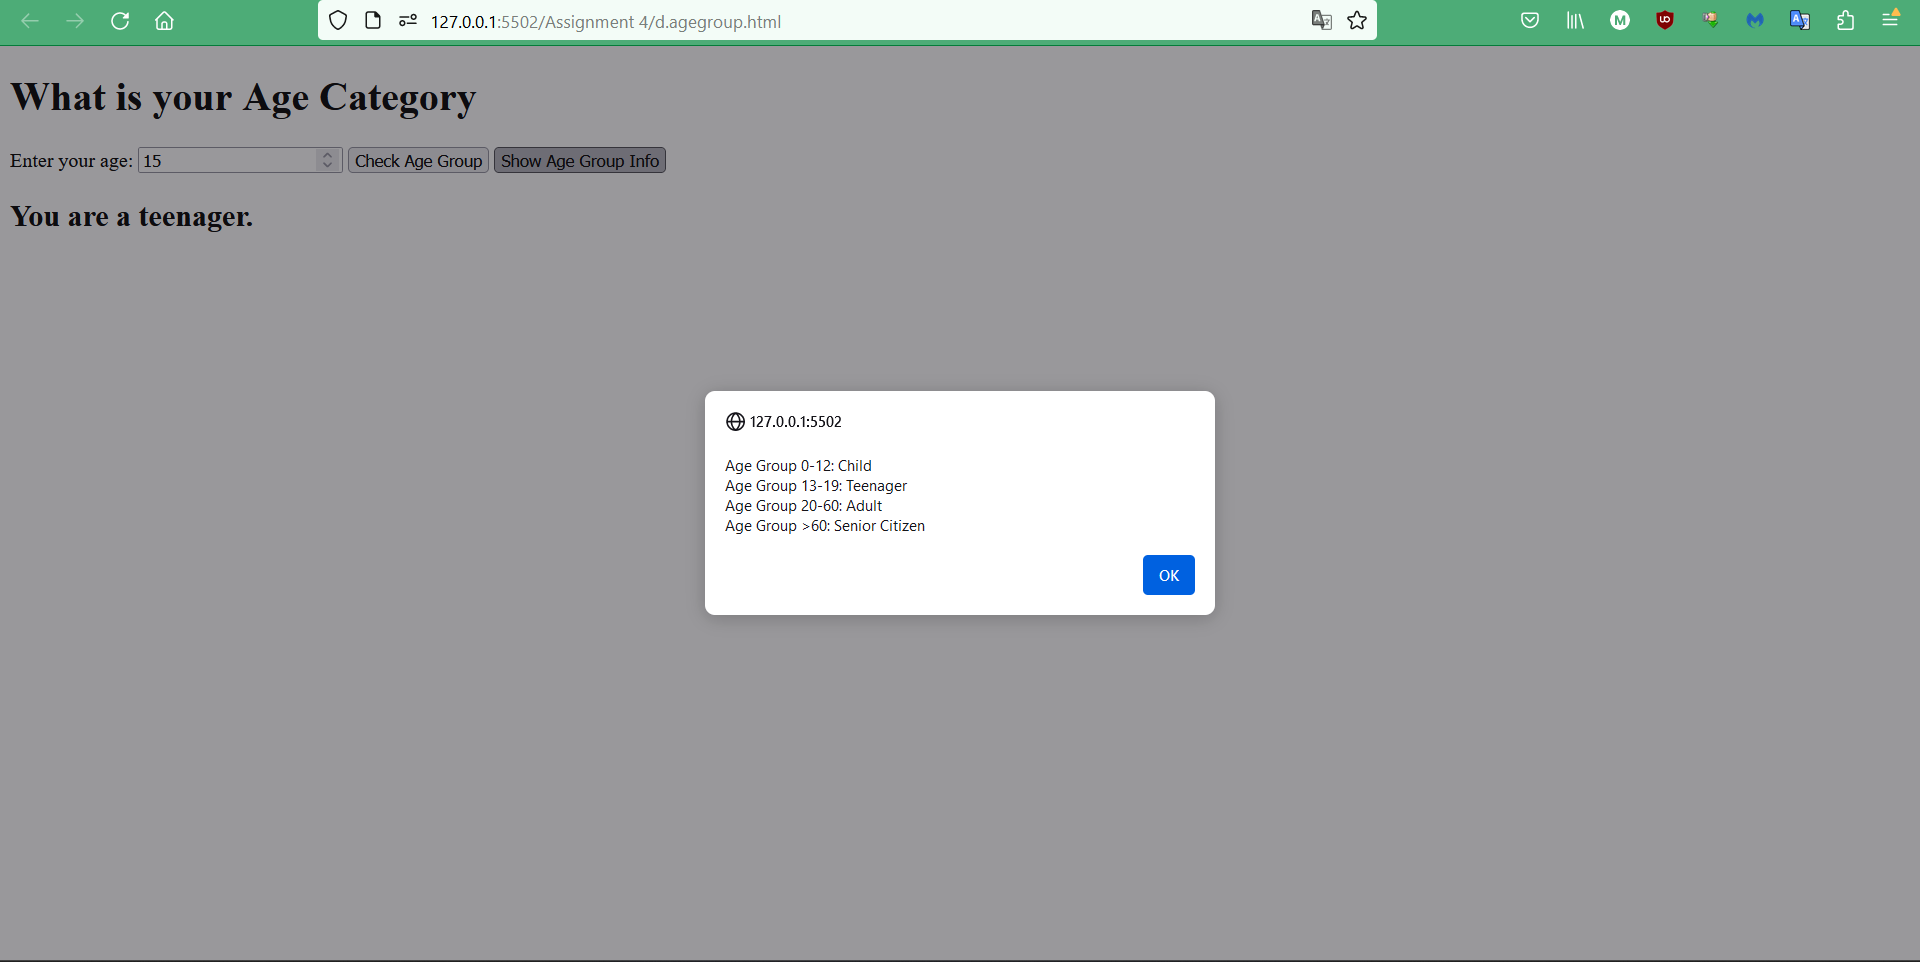 127.0.0.1:5502/Assignment 4/d.agegroup.html
What is your Age Category
Enter your age: 15 Check Age Group Show Age Group Info
You are a teenager.
127.0.0.1:5502
Age Group 0-12: Child
Age Group 13-19: Teenager
Age Group 20-60: Adult
Age Group >60: Senior Citizen
OK